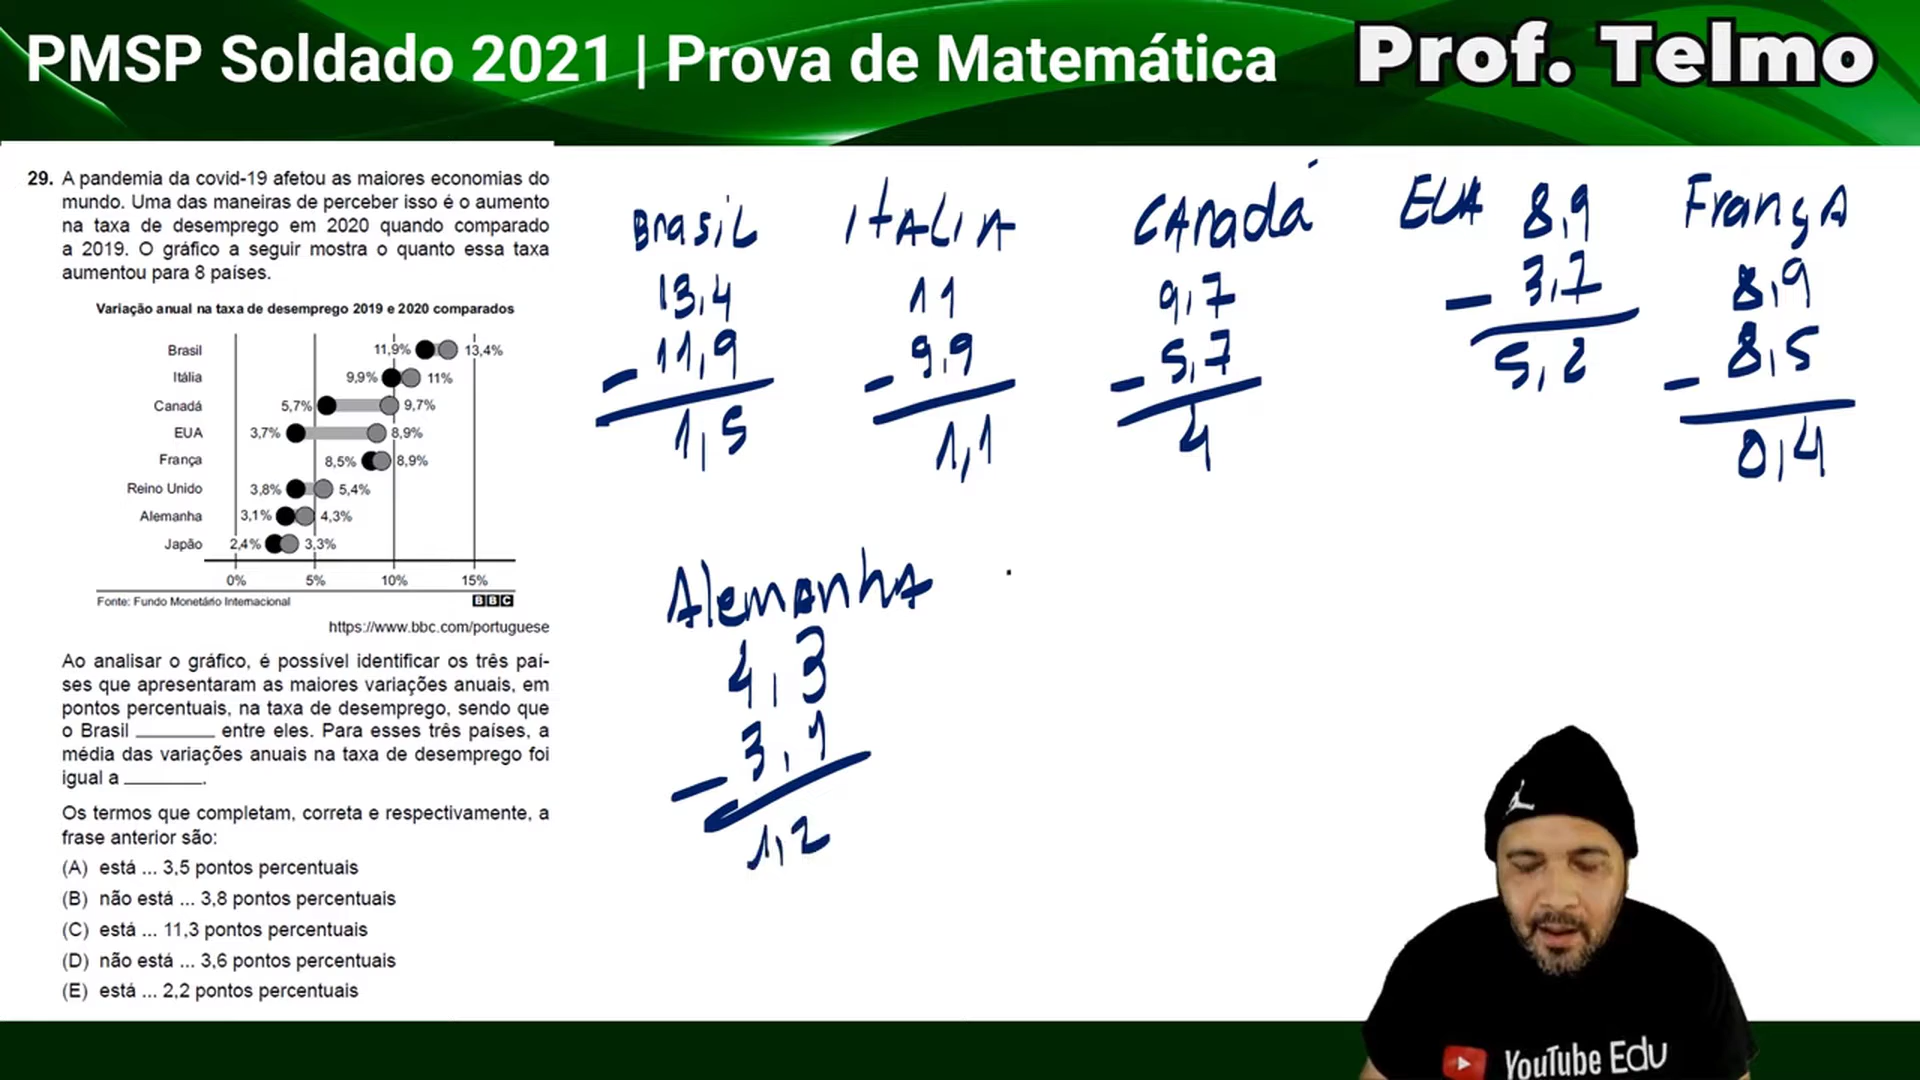 PMSP Soldado 2021 | Prova de Matemática
Prof. Telmo
29. A pandemia da covid-19 afetou as maiores economias do
mundo. Uma das maneiras de perceber isso é o aumento
na taxa de desemprego em 2020 quando comparado
a 2019. O gráfico a seguir mostra o quanto essa taxa
aumentou para 8 países.
Variação anual na taxa de desemprego 2019 e 2020 comparados
Brasil 11,9% 13,4%
Itália 9,9% 11%
Canadá 5,7% 9,7%
EUA 3,7% 8,9%
França 8,5% 8,9%
Reino Unido 3,8% 5,4%
Alemanha 3,1% 4,3%
Japão 2,4% 3,3%
0% 5% 10% 15%
Fonte: Fundo Monetário Internacional BBC
https://www.bbc.com/portuguese
Ao analisar o gráfico, é possível identificar os três paí-
ses que apresentaram as maiores variações anuais, em
pontos percentuais, na taxa de desemprego, sendo que
o Brasil ________ entre eles. Para esses três países, a
média das variações anuais na taxa de desemprego foi
igual a ________.
Os termos que completam, correta e respectivamente, a
frase anterior são:
(A) está ... 3,5 pontos percentuais
(B) não está ... 3,8 pontos percentuais
(C) está ... 11,3 pontos percentuais
(D) não está ... 3,6 pontos percentuais
(E) está ... 2,2 pontos percentuais
Brasil
13,4
- 11,9
1,5
ITALIA
11
- 9,9
1,1
Canadá
9,7
- 5,7
4
EUA 8,9
- 3,7
5,2
França
8,9
- 8,5
0,4
Alemanha
4,3
- 3,1
1,2
YouTube Edu